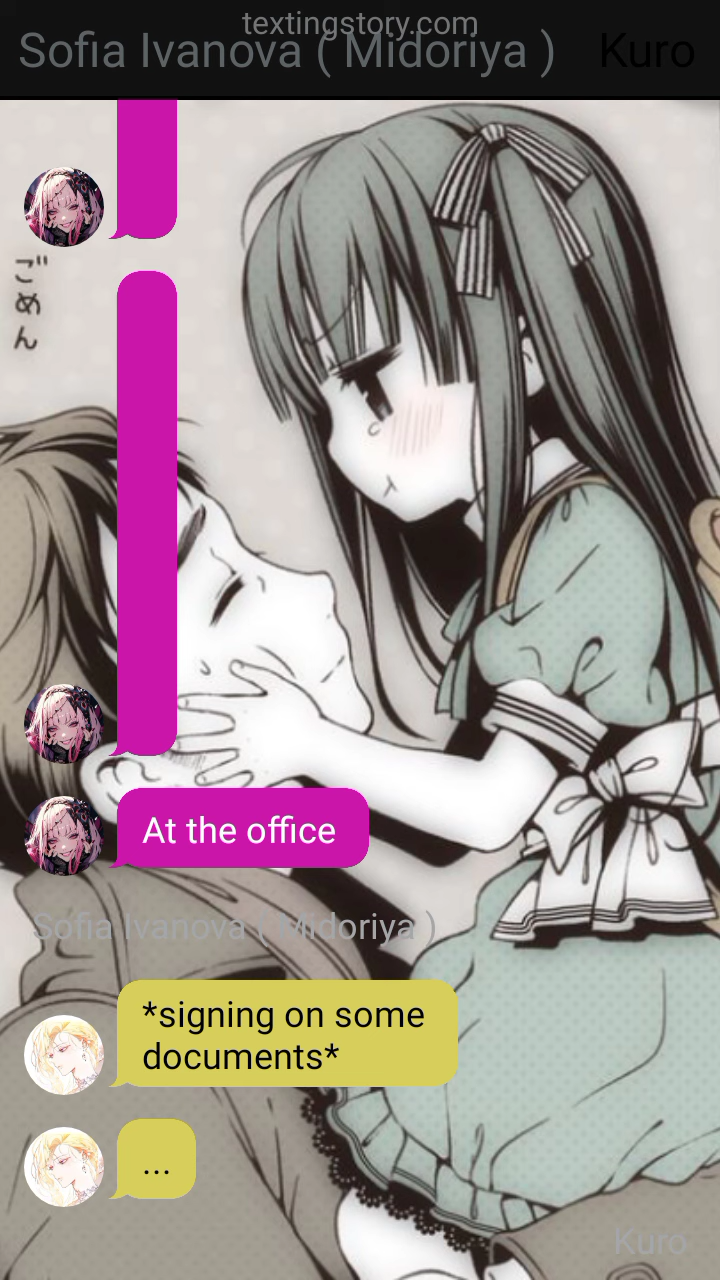 textingstory.com
Sofia Ivanova ( Midoriya ) Kuro
ごめん
At the office
Sofia Ivanova ( Midoriya )
*signing on some
documents*
...
Kuro